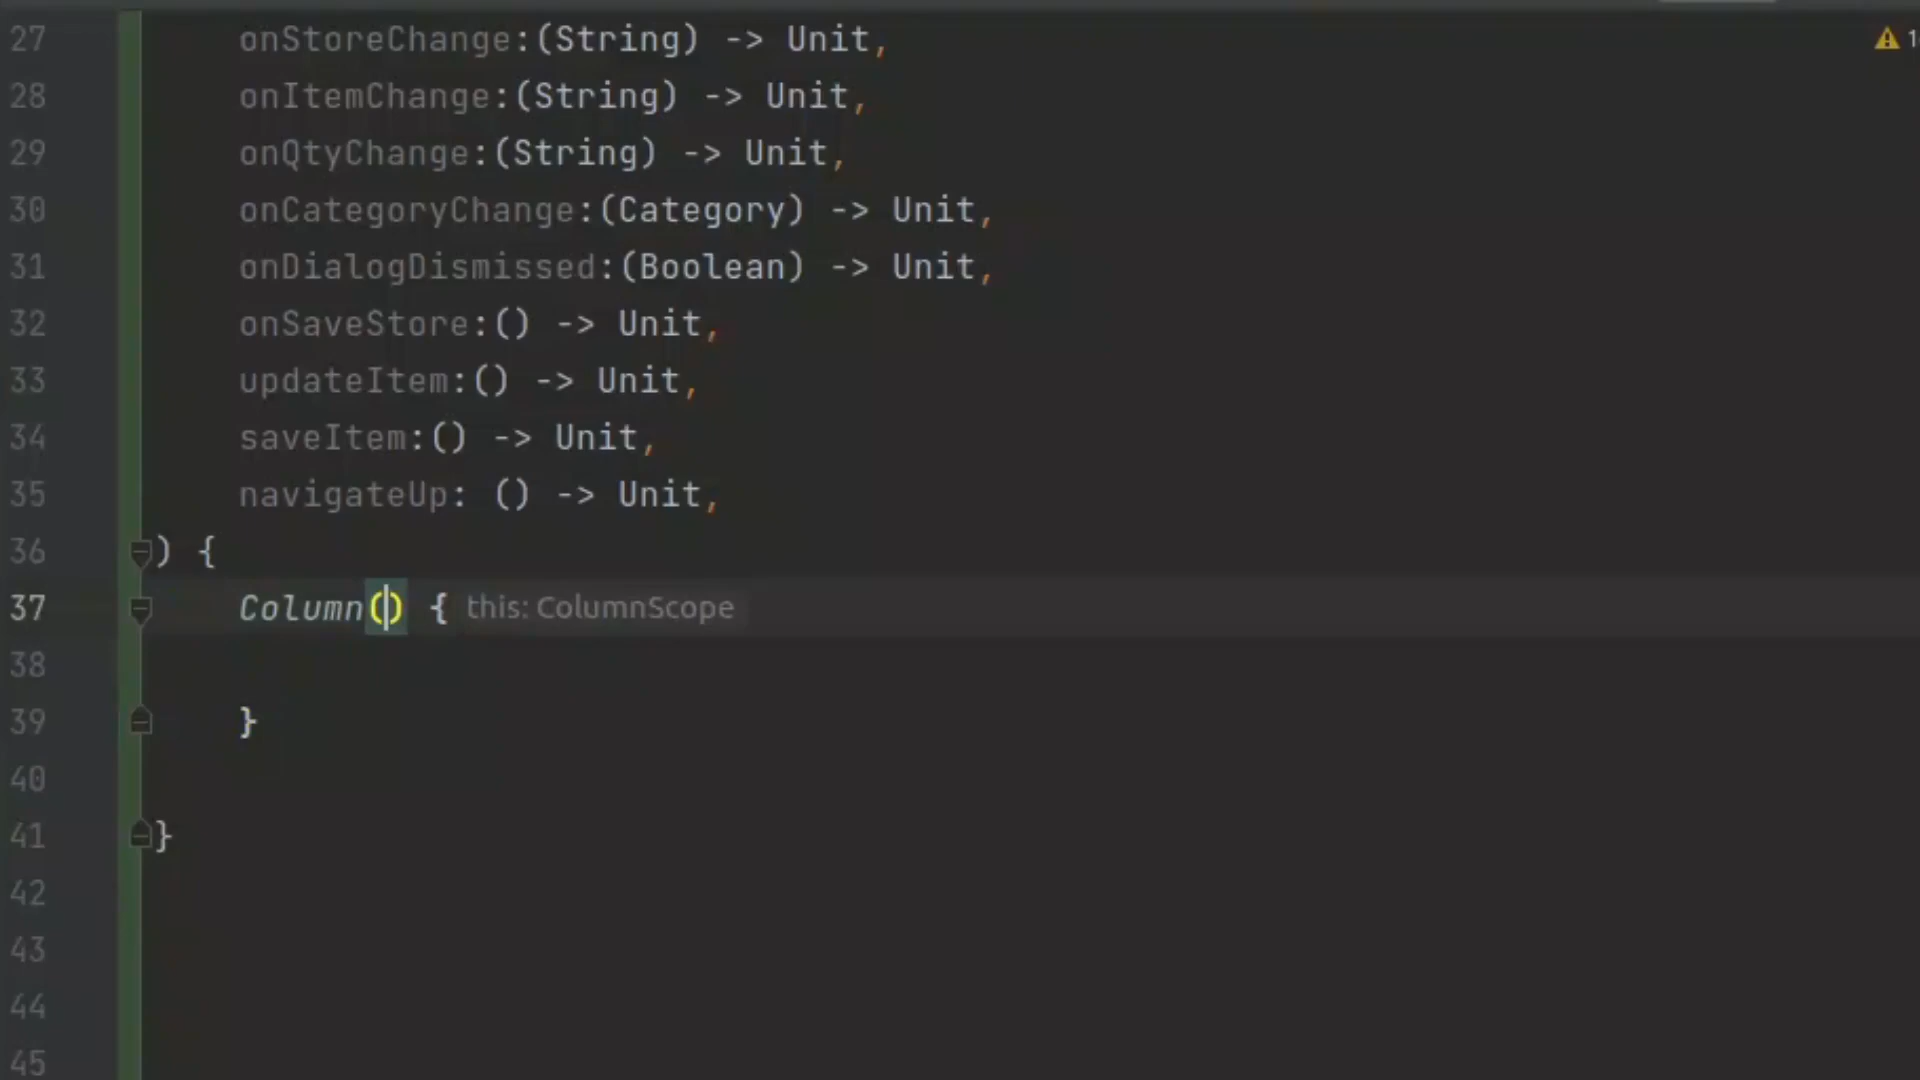 27 onStoreChange:(String) -> Unit,
28 onItemChange:(String) -> Unit,
29 onQtyChange:(String) -> Unit,
30 onCategoryChange:(Category) -> Unit,
31 onDialogDismissed:(Boolean) -> Unit,
32 onSaveStore:() -> Unit,
33 updateItem:() -> Unit,
34 saveItem:() -> Unit,
35 navigateUp: () -> Unit,
36 ) {
37 Column() { this: ColumnScope
38
39 }
40
41 }
42
43
44
45